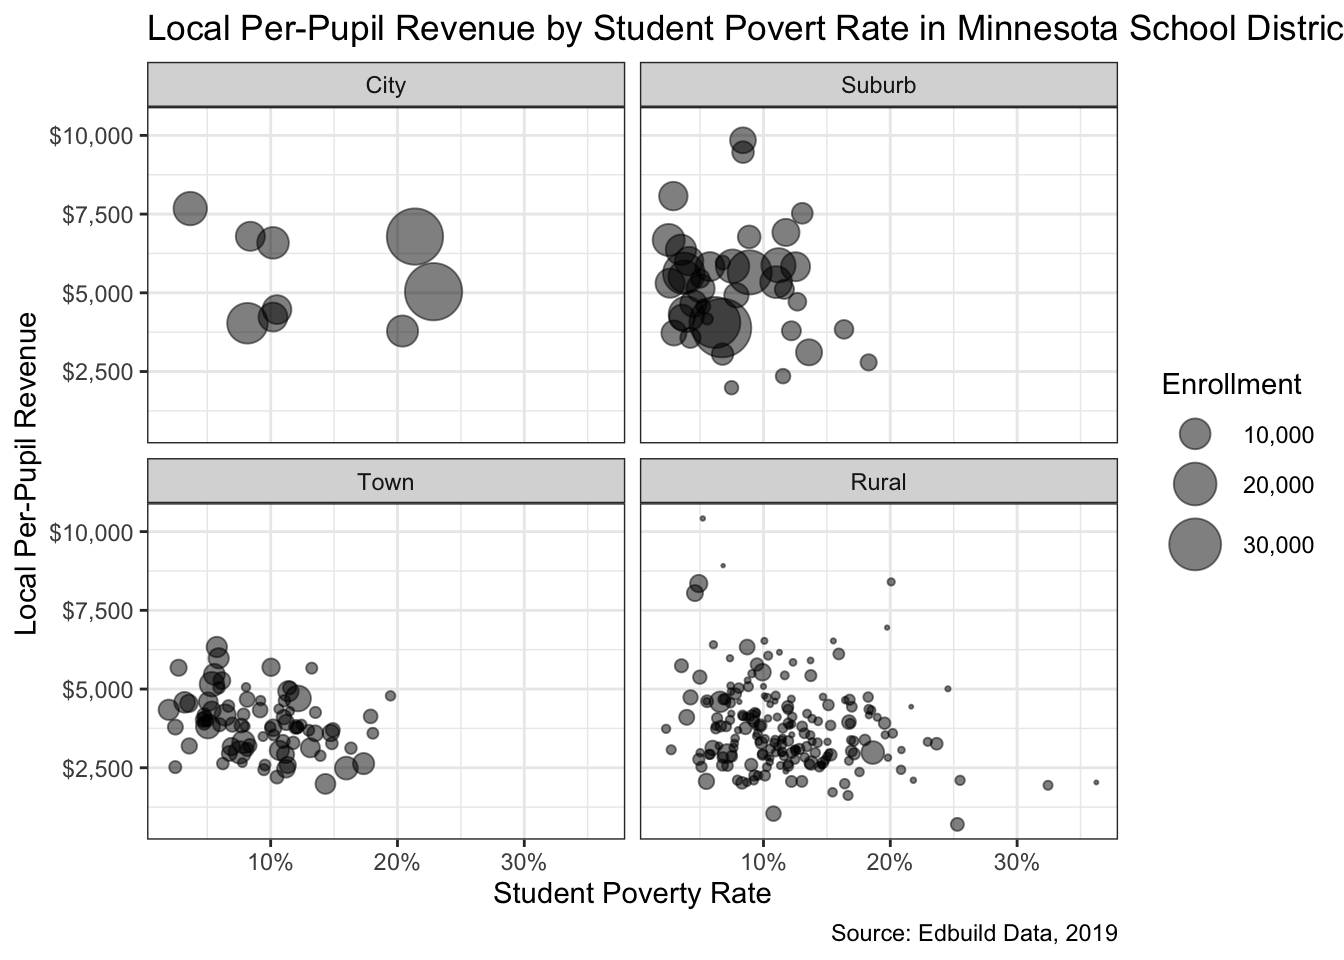 Local Per-Pupil Revenue by Student Povert Rate in Minnesota School Distric
City
Suburb
$10,000
$7,500
$5,000
$2,500
Town
Rural
$10,000
$7,500
$5,000
$2,500
Local Per-Pupil Revenue
10%
20%
30%
10%
20%
30%
Student Poverty Rate
Enrollment
10,000
20,000
30,000
Source: Edbuild Data, 2019